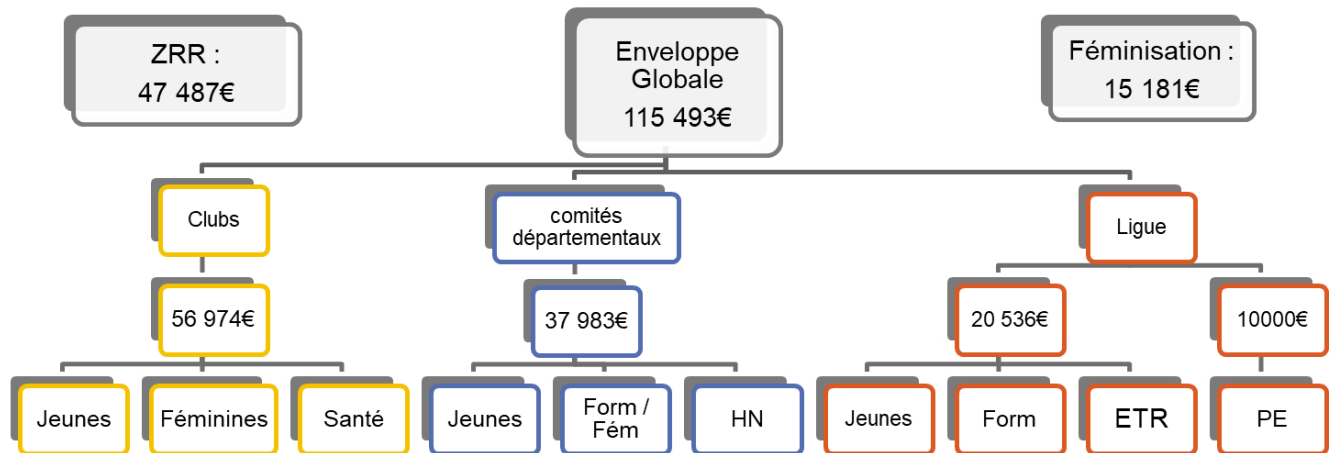 ZRR :
47 487€
Enveloppe
Globale
115 493€
Féminisation :
15 181€
Clubs
comités
départementaux
Ligue
56 974€
37 983€
20 536€
10000€
Jeunes
Féminines
Santé
Jeunes
Form /
Fém
HN
Jeunes
Form
ETR
PE